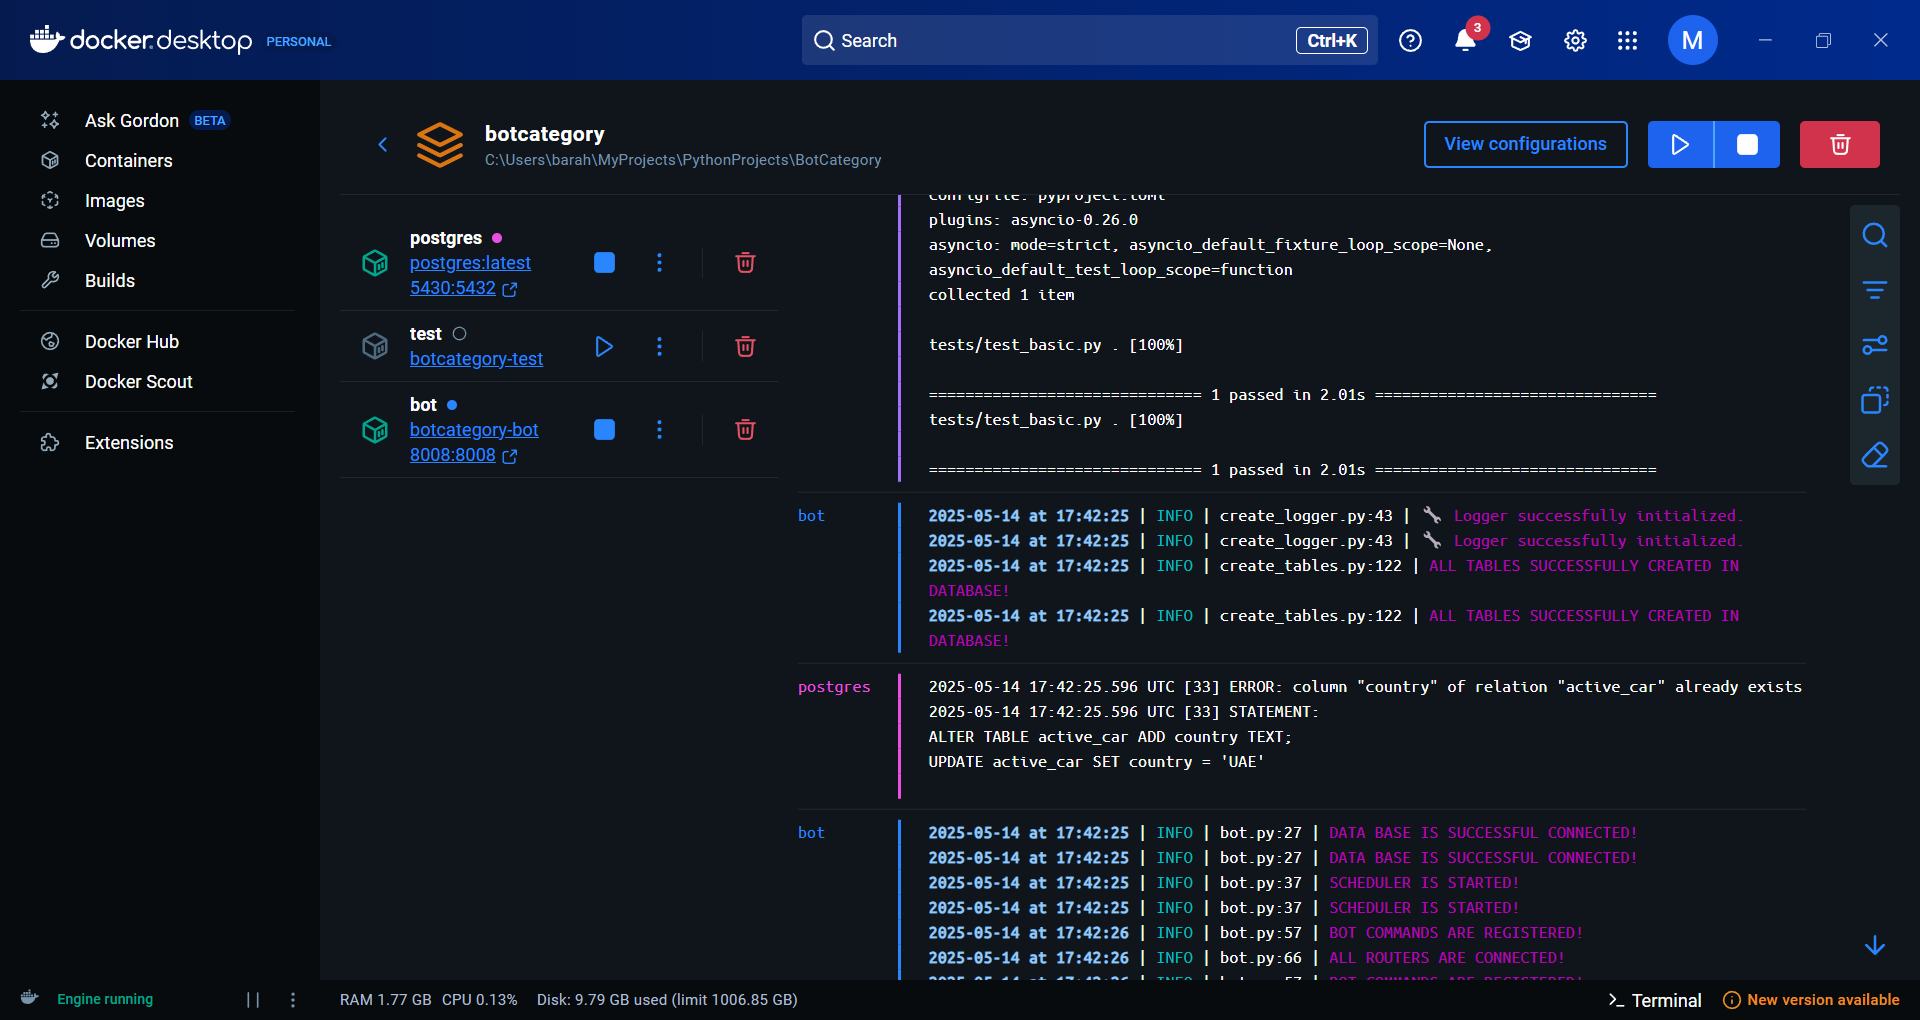 docker.desktop PERSONAL
Search Ctrl+K
3
M
Ask Gordon BETA
Containers
Images
Volumes
Builds
Docker Hub
Docker Scout
Extensions
botcategory
C:\Users\barah\MyProjects\PythonProjects\BotCategory
View configurations
postgres
postgres:latest
5430:5432
test
botcategory-test
bot
botcategory-bot
8008:8008
configfile: pyproject.toml
plugins: asyncio-0.26.0
asyncio: mode=strict, asyncio_default_fixture_loop_scope=None,
asyncio_default_test_loop_scope=function
collected 1 item
tests/test_basic.py . [100%]
============================== 1 passed in 2.01s ===============================
tests/test_basic.py . [100%]
============================== 1 passed in 2.01s ===============================
bot
2025-05-14 at 17:42:25 | INFO | create_logger.py:43 | 🔧 Logger successfully initialized.
2025-05-14 at 17:42:25 | INFO | create_logger.py:43 | 🔧 Logger successfully initialized.
2025-05-14 at 17:42:25 | INFO | create_tables.py:122 | ALL TABLES SUCCESSFULLY CREATED IN
DATABASE!
2025-05-14 at 17:42:25 | INFO | create_tables.py:122 | ALL TABLES SUCCESSFULLY CREATED IN
DATABASE!
postgres
2025-05-14 17:42:25.596 UTC [33] ERROR: column "country" of relation "active_car" already exists
2025-05-14 17:42:25.596 UTC [33] STATEMENT:
ALTER TABLE active_car ADD country TEXT;
UPDATE active_car SET country = 'UAE'
bot
2025-05-14 at 17:42:25 | INFO | bot.py:27 | DATA BASE IS SUCCESSFUL CONNECTED!
2025-05-14 at 17:42:25 | INFO | bot.py:27 | DATA BASE IS SUCCESSFUL CONNECTED!
2025-05-14 at 17:42:25 | INFO | bot.py:37 | SCHEDULER IS STARTED!
2025-05-14 at 17:42:25 | INFO | bot.py:37 | SCHEDULER IS STARTED!
2025-05-14 at 17:42:26 | INFO | bot.py:57 | BOT COMMANDS ARE REGISTERED!
2025-05-14 at 17:42:26 | INFO | bot.py:66 | ALL ROUTERS ARE CONNECTED!
2025-05-14 at 17:42:26 | INFO | bot.py:57 | BOT COMMANDS ARE REGISTERED!
Engine running
RAM 1.77 GB CPU 0.13% Disk: 9.79 GB used (limit 1006.85 GB)
Terminal
New version available